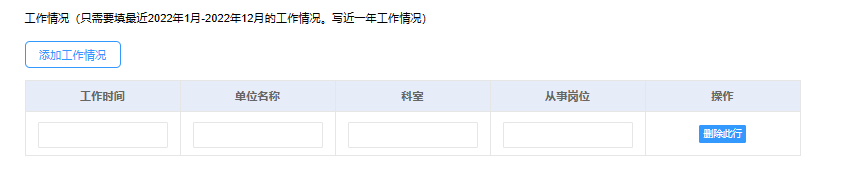 工作情况（只需要填最近2022年1月-2022年12月的工作情况。写近一年工作情况）
添加工作情况
工作时间 单位名称 科室 从事岗位 操作
删除此行